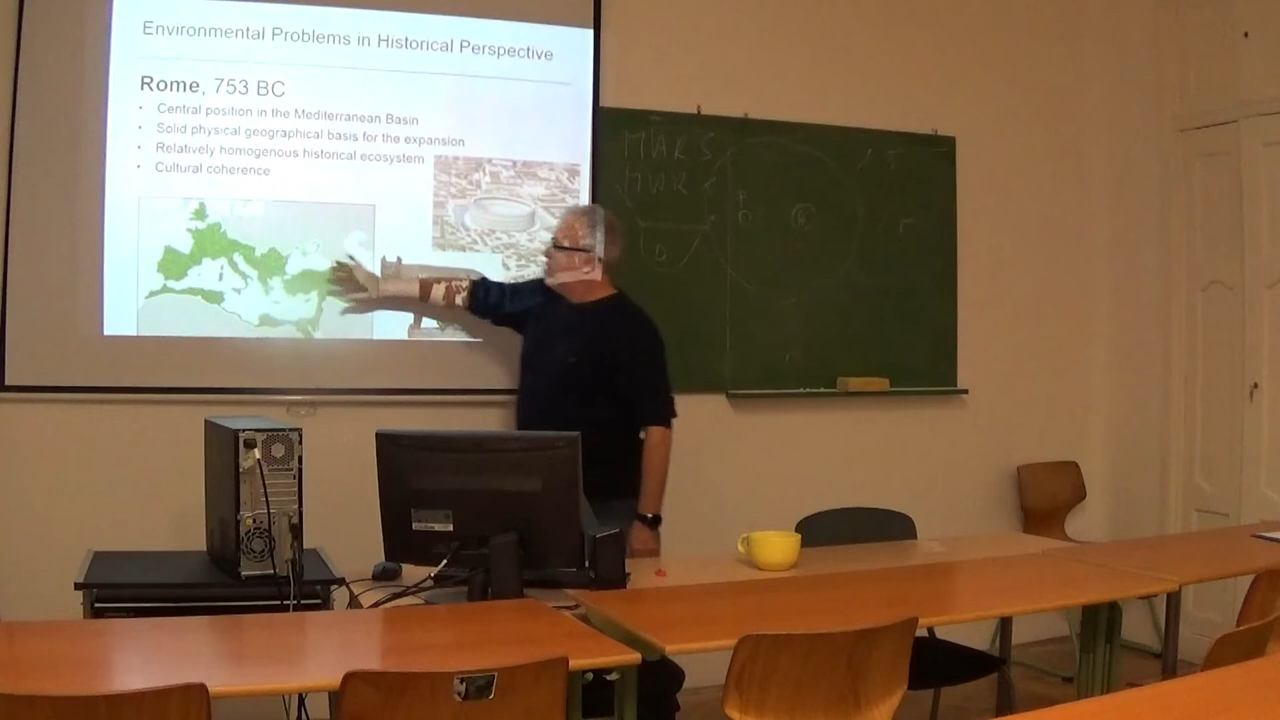 Environmental Problems in Historical Perspective
Rome, 753 BC
• Central position in the Mediterranean Basin
• Solid physical geographical basis for the expansion
• Relatively homogenous historical ecosystem
• Cultural coherence
MARS